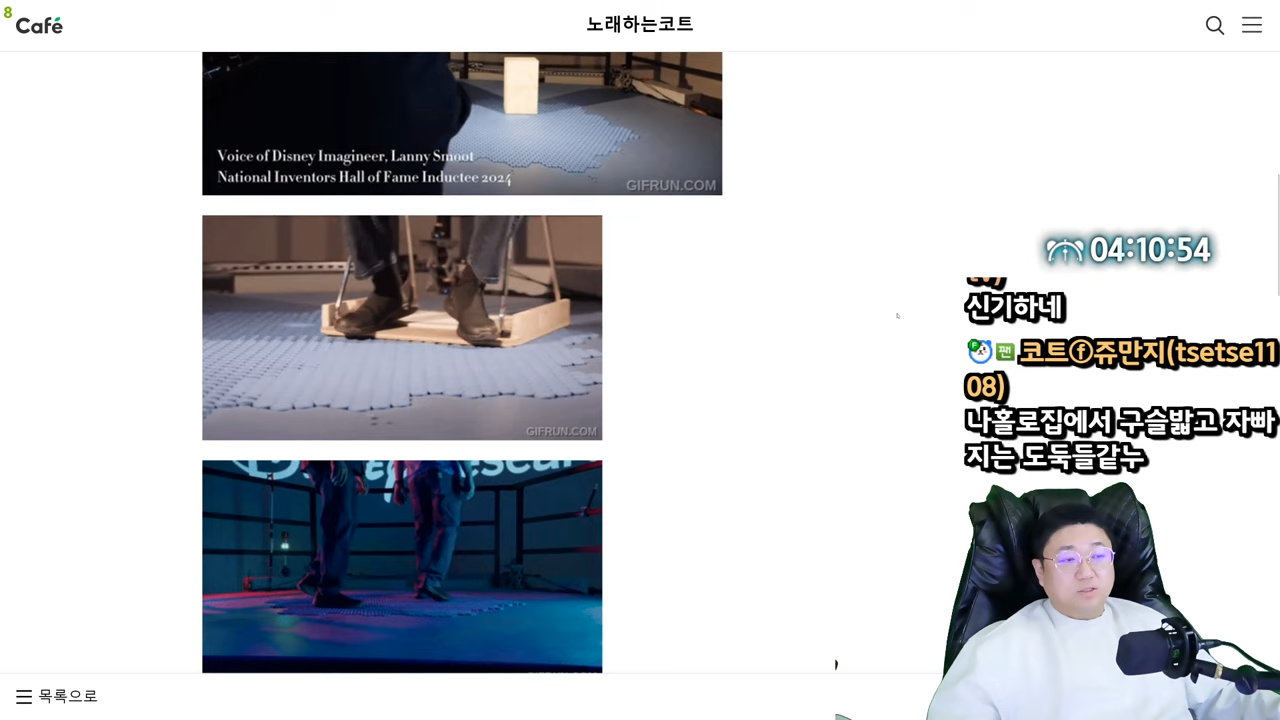 8
Café
노래하는코트
Voice of Disney Imagineer, Lanny Smoot
National Inventors Hall of Fame Inductee 2024
GIFRUN.COM
GIFRUN.COM
04:10:54
신기하네
팬 코트ⓕ쥬만지(tsetse11
08)
나홀로집에서 구슬밟고 자빠
지는 도둑들같누
목록으로